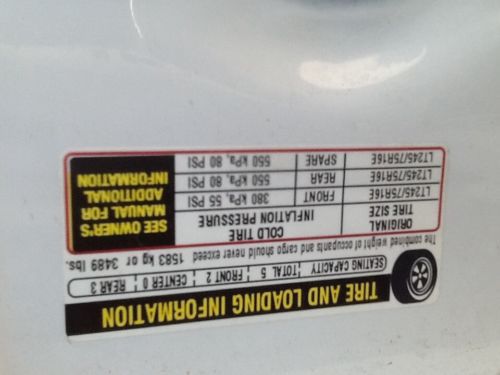 TIRE AND LOADING INFORMATION
SEATING CAPACITY TOTAL 5 FRONT 2 CENTER 0 REAR 3
The combined weight of occupants and cargo should never exceed 1583 kg or 3489 lbs.
ORIGINAL TIRE SIZE COLD TIRE INFLATION PRESSURE
LT245/75R16E FRONT 380 kPa, 55 PSI
LT245/75R16E REAR 550 kPa, 80 PSI
LT245/75R16E SPARE 550 kPa, 80 PSI
SEE OWNER'S
MANUAL FOR
ADDITIONAL
INFORMATION